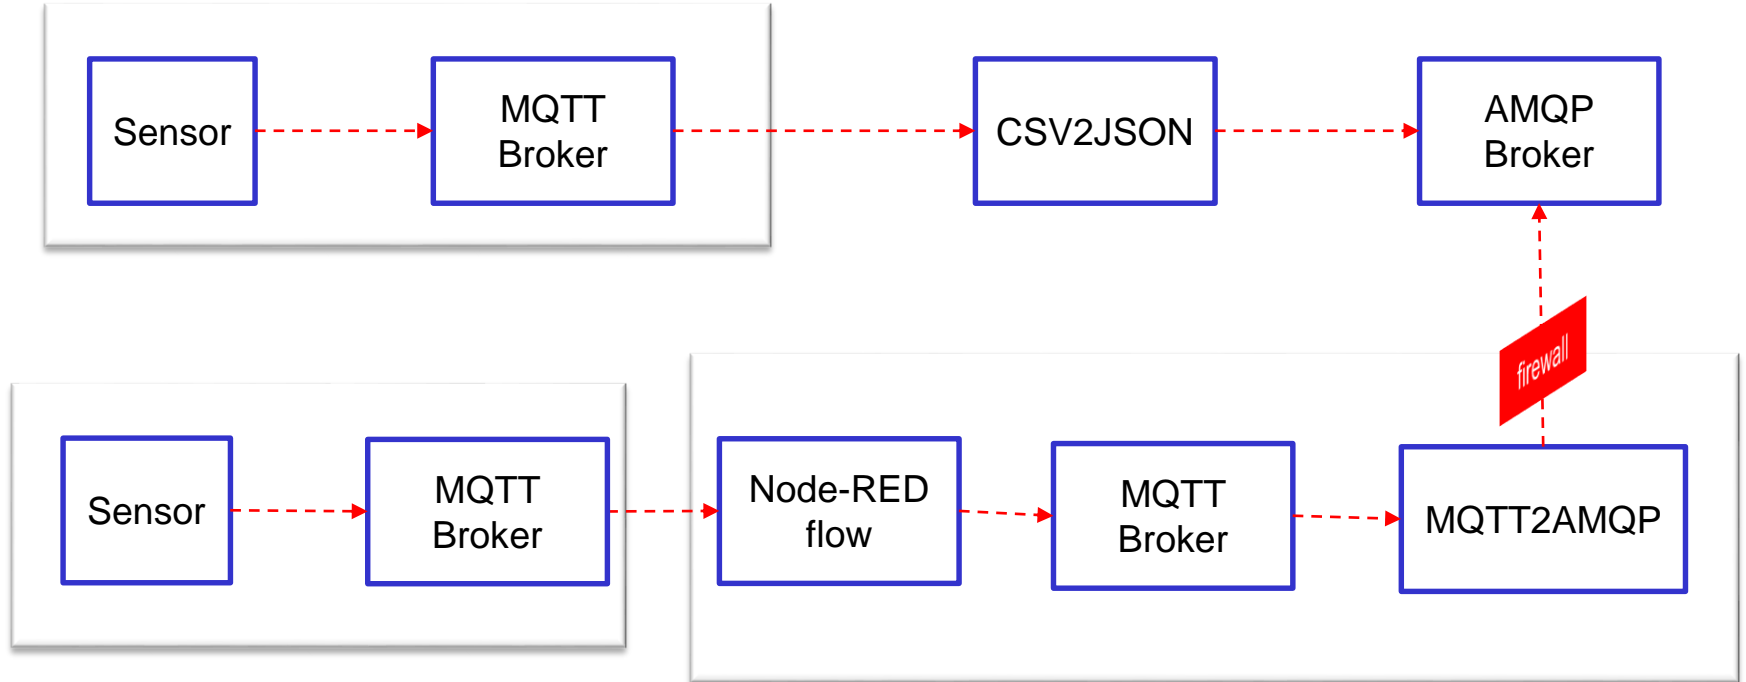 Sensor
MQTT
Broker
CSV2JSON
AMQP
Broker
firewall
Sensor
MQTT
Broker
Node-RED
flow
MQTT
Broker
MQTT2AMQP